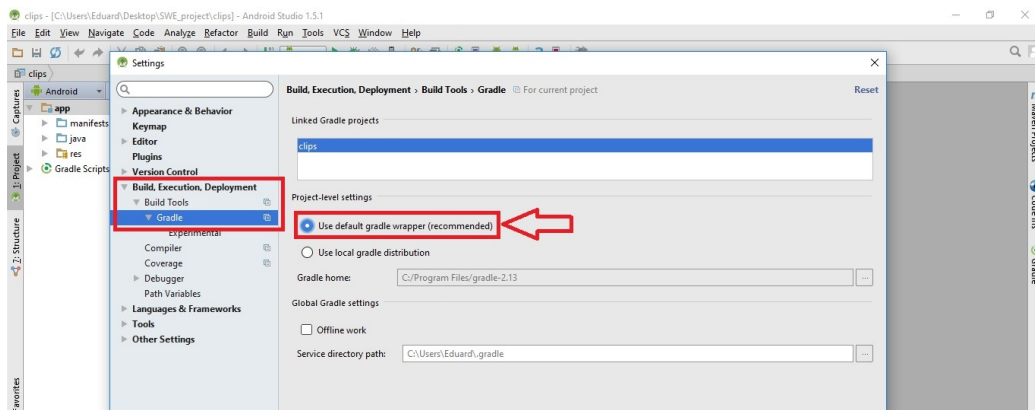 clips - [C:\Users\Eduard\Desktop\SWE_project\clips] - Android Studio 1.5.1
File Edit View Navigate Code Analyze Refactor Build Run Tools VCS Window Help
clips
Settings
Captures
1: Project
7: Structure
Favorites
Android
app
manifests
java
res
Gradle Scripts
Appearance & Behavior
Keymap
Editor
Plugins
Version Control
Build, Execution, Deployment
Build Tools
Gradle
Experimental
Compiler
Coverage
Debugger
Path Variables
Languages & Frameworks
Tools
Other Settings
Build, Execution, Deployment › Build Tools › Gradle For current project Reset
Linked Gradle projects
clips
Project-level settings
Use default gradle wrapper (recommended)
Use local gradle distribution
Gradle home: C:/Program Files/gradle-2.13 ...
Global Gradle settings
Offline work
Service directory path: C:\Users\Eduard\.gradle ...
Maven Projects
Gradle